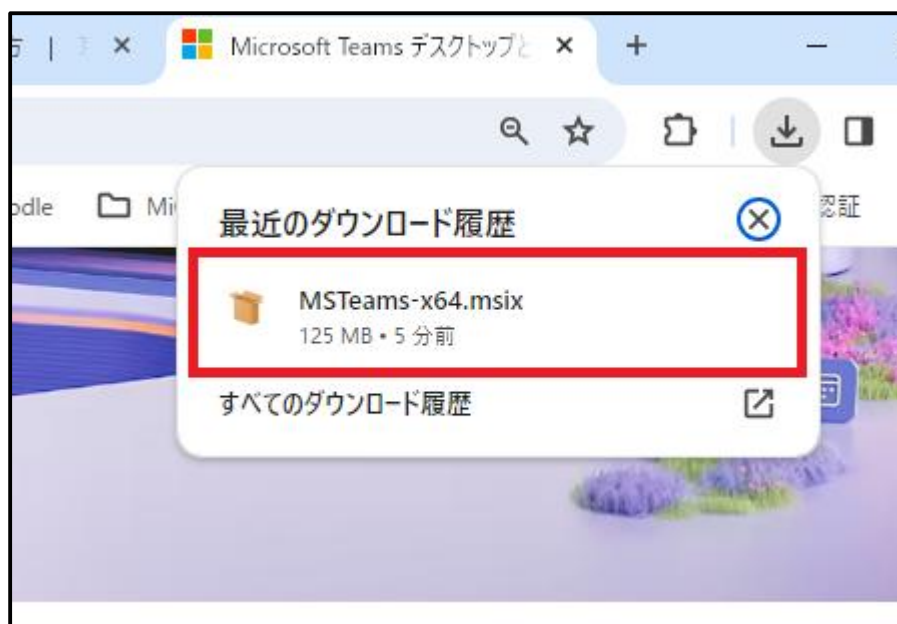 方 |
Microsoft Teams デスクトップと
odle
Mi
認証
最近のダウンロード履歴
MSTeams-x64.msix
125 MB • 5 分前
すべてのダウンロード履歴